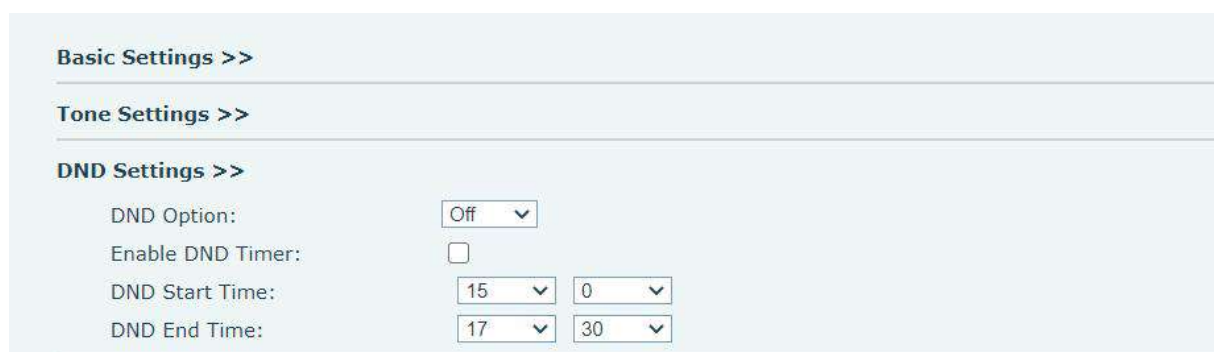 Basic Settings >>
Tone Settings >>
DND Settings >>
DND Option: Off
Enable DND Timer:
DND Start Time: 15 0
DND End Time: 17 30